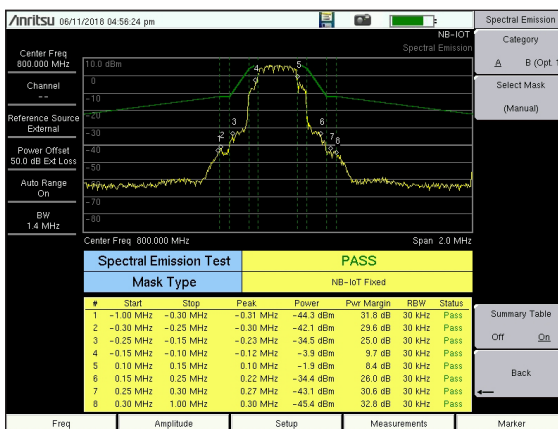 Anritsu 06/11/2018 04:56:24 pm
NB-IOT
Spectral Emission
Center Freq
800.000 MHz
Channel
--
Reference Source
External
Power Offset
50.0 dB Ext Loss
Auto Range
On
BW
1.4 MHz
10.0 dBm
0
-10
-20
-30
-40
-50
-60
-70
-80
2
3
4
5
6
7
8
Center Freq 800.000 MHz
Span 2.0 MHz
Spectral Emission Test
PASS
Mask Type
NB-IoT Fixed
# Start Stop Peak Power Pwr Margin RBW Status
1 -1.00 MHz -0.30 MHz -0.31 MHz -44.3 dBm 31.8 dB 30 kHz Pass
2 -0.30 MHz -0.25 MHz -0.30 MHz -42.1 dBm 29.6 dB 30 kHz Pass
3 -0.25 MHz -0.15 MHz -0.23 MHz -34.5 dBm 25.0 dB 30 kHz Pass
4 -0.15 MHz -0.10 MHz -0.12 MHz -3.9 dBm 9.7 dB 30 kHz Pass
5 0.10 MHz 0.15 MHz 0.10 MHz -1.9 dBm 8.4 dB 30 kHz Pass
6 0.15 MHz 0.25 MHz 0.22 MHz -34.4 dBm 26.0 dB 30 kHz Pass
7 0.25 MHz 0.30 MHz 0.27 MHz -43.1 dBm 30.6 dB 30 kHz Pass
8 0.30 MHz 1.00 MHz 0.30 MHz -45.4 dBm 32.8 dB 30 kHz Pass
Spectral Emission
Category
A B (Opt. 1
Select Mask
(Manual)
Summary Table
Off On
Back
Freq
Amplitude
Setup
Measurements
Marker